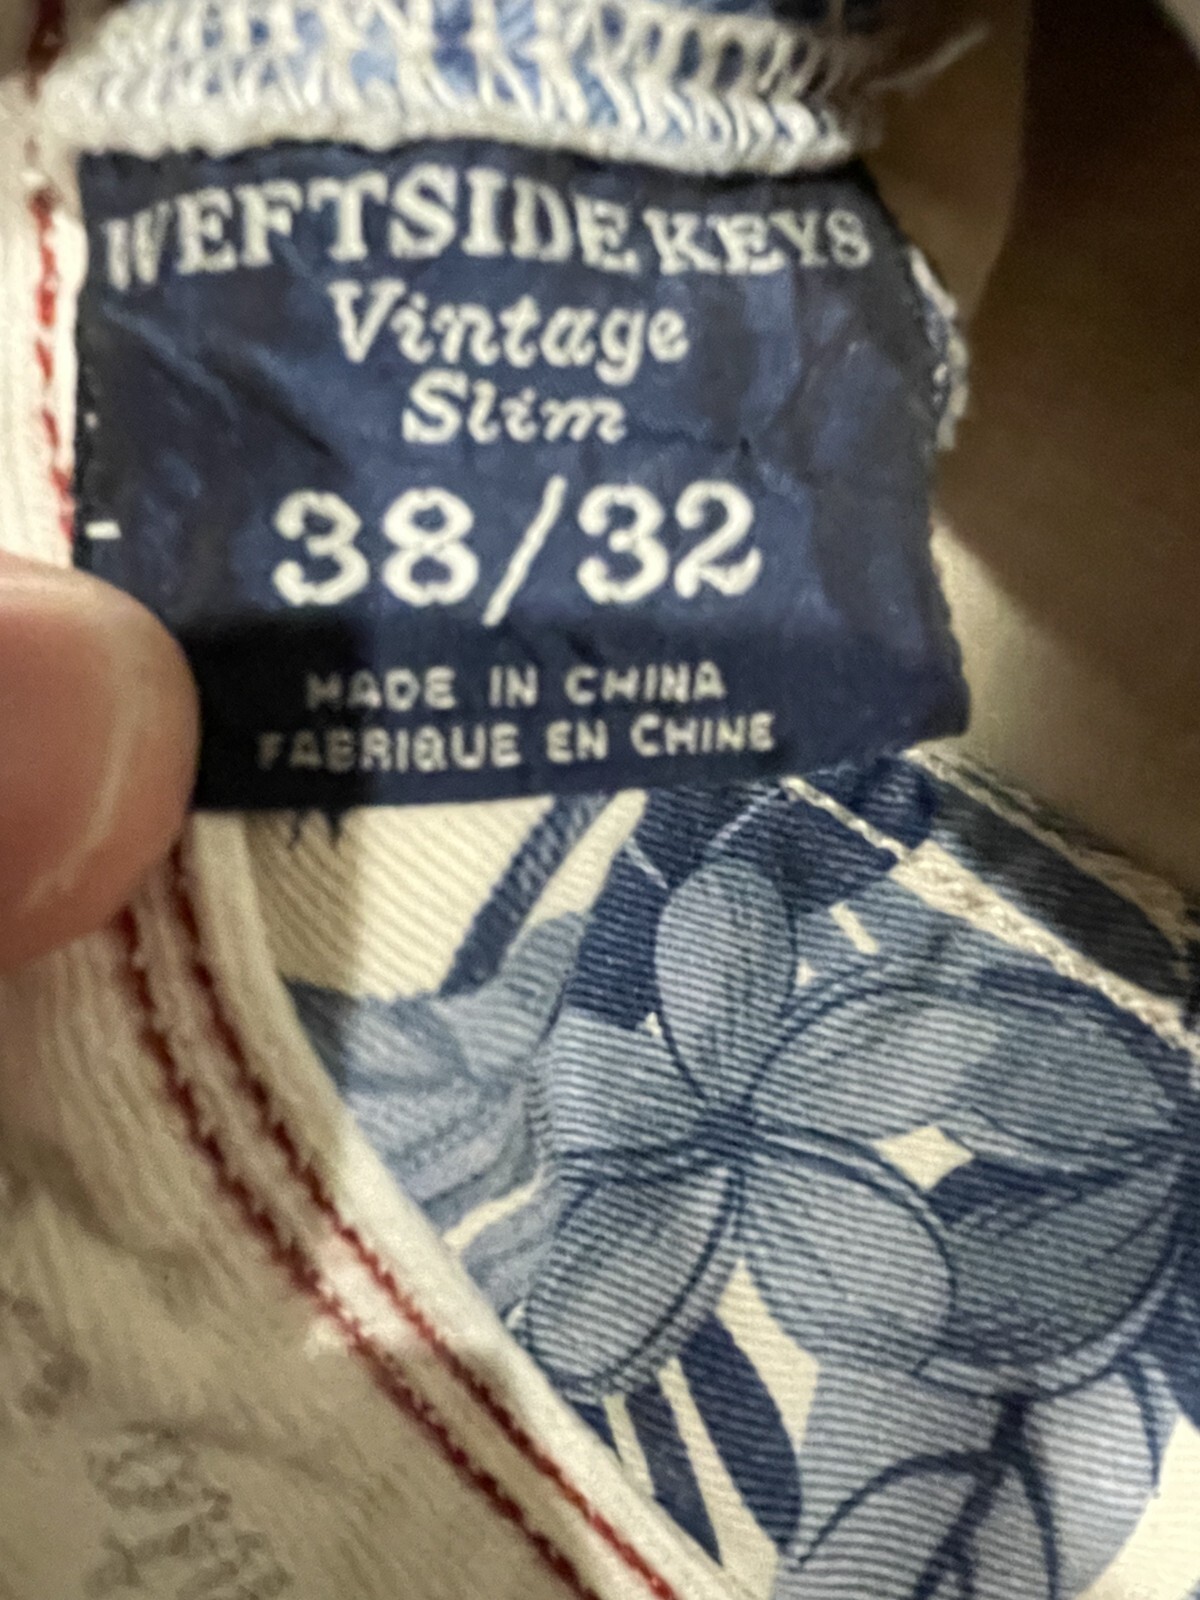 WEFTSIDE KEYS
Vintage
Slim
38/32
MADE IN CHINA
FABRIQUE EN CHINE